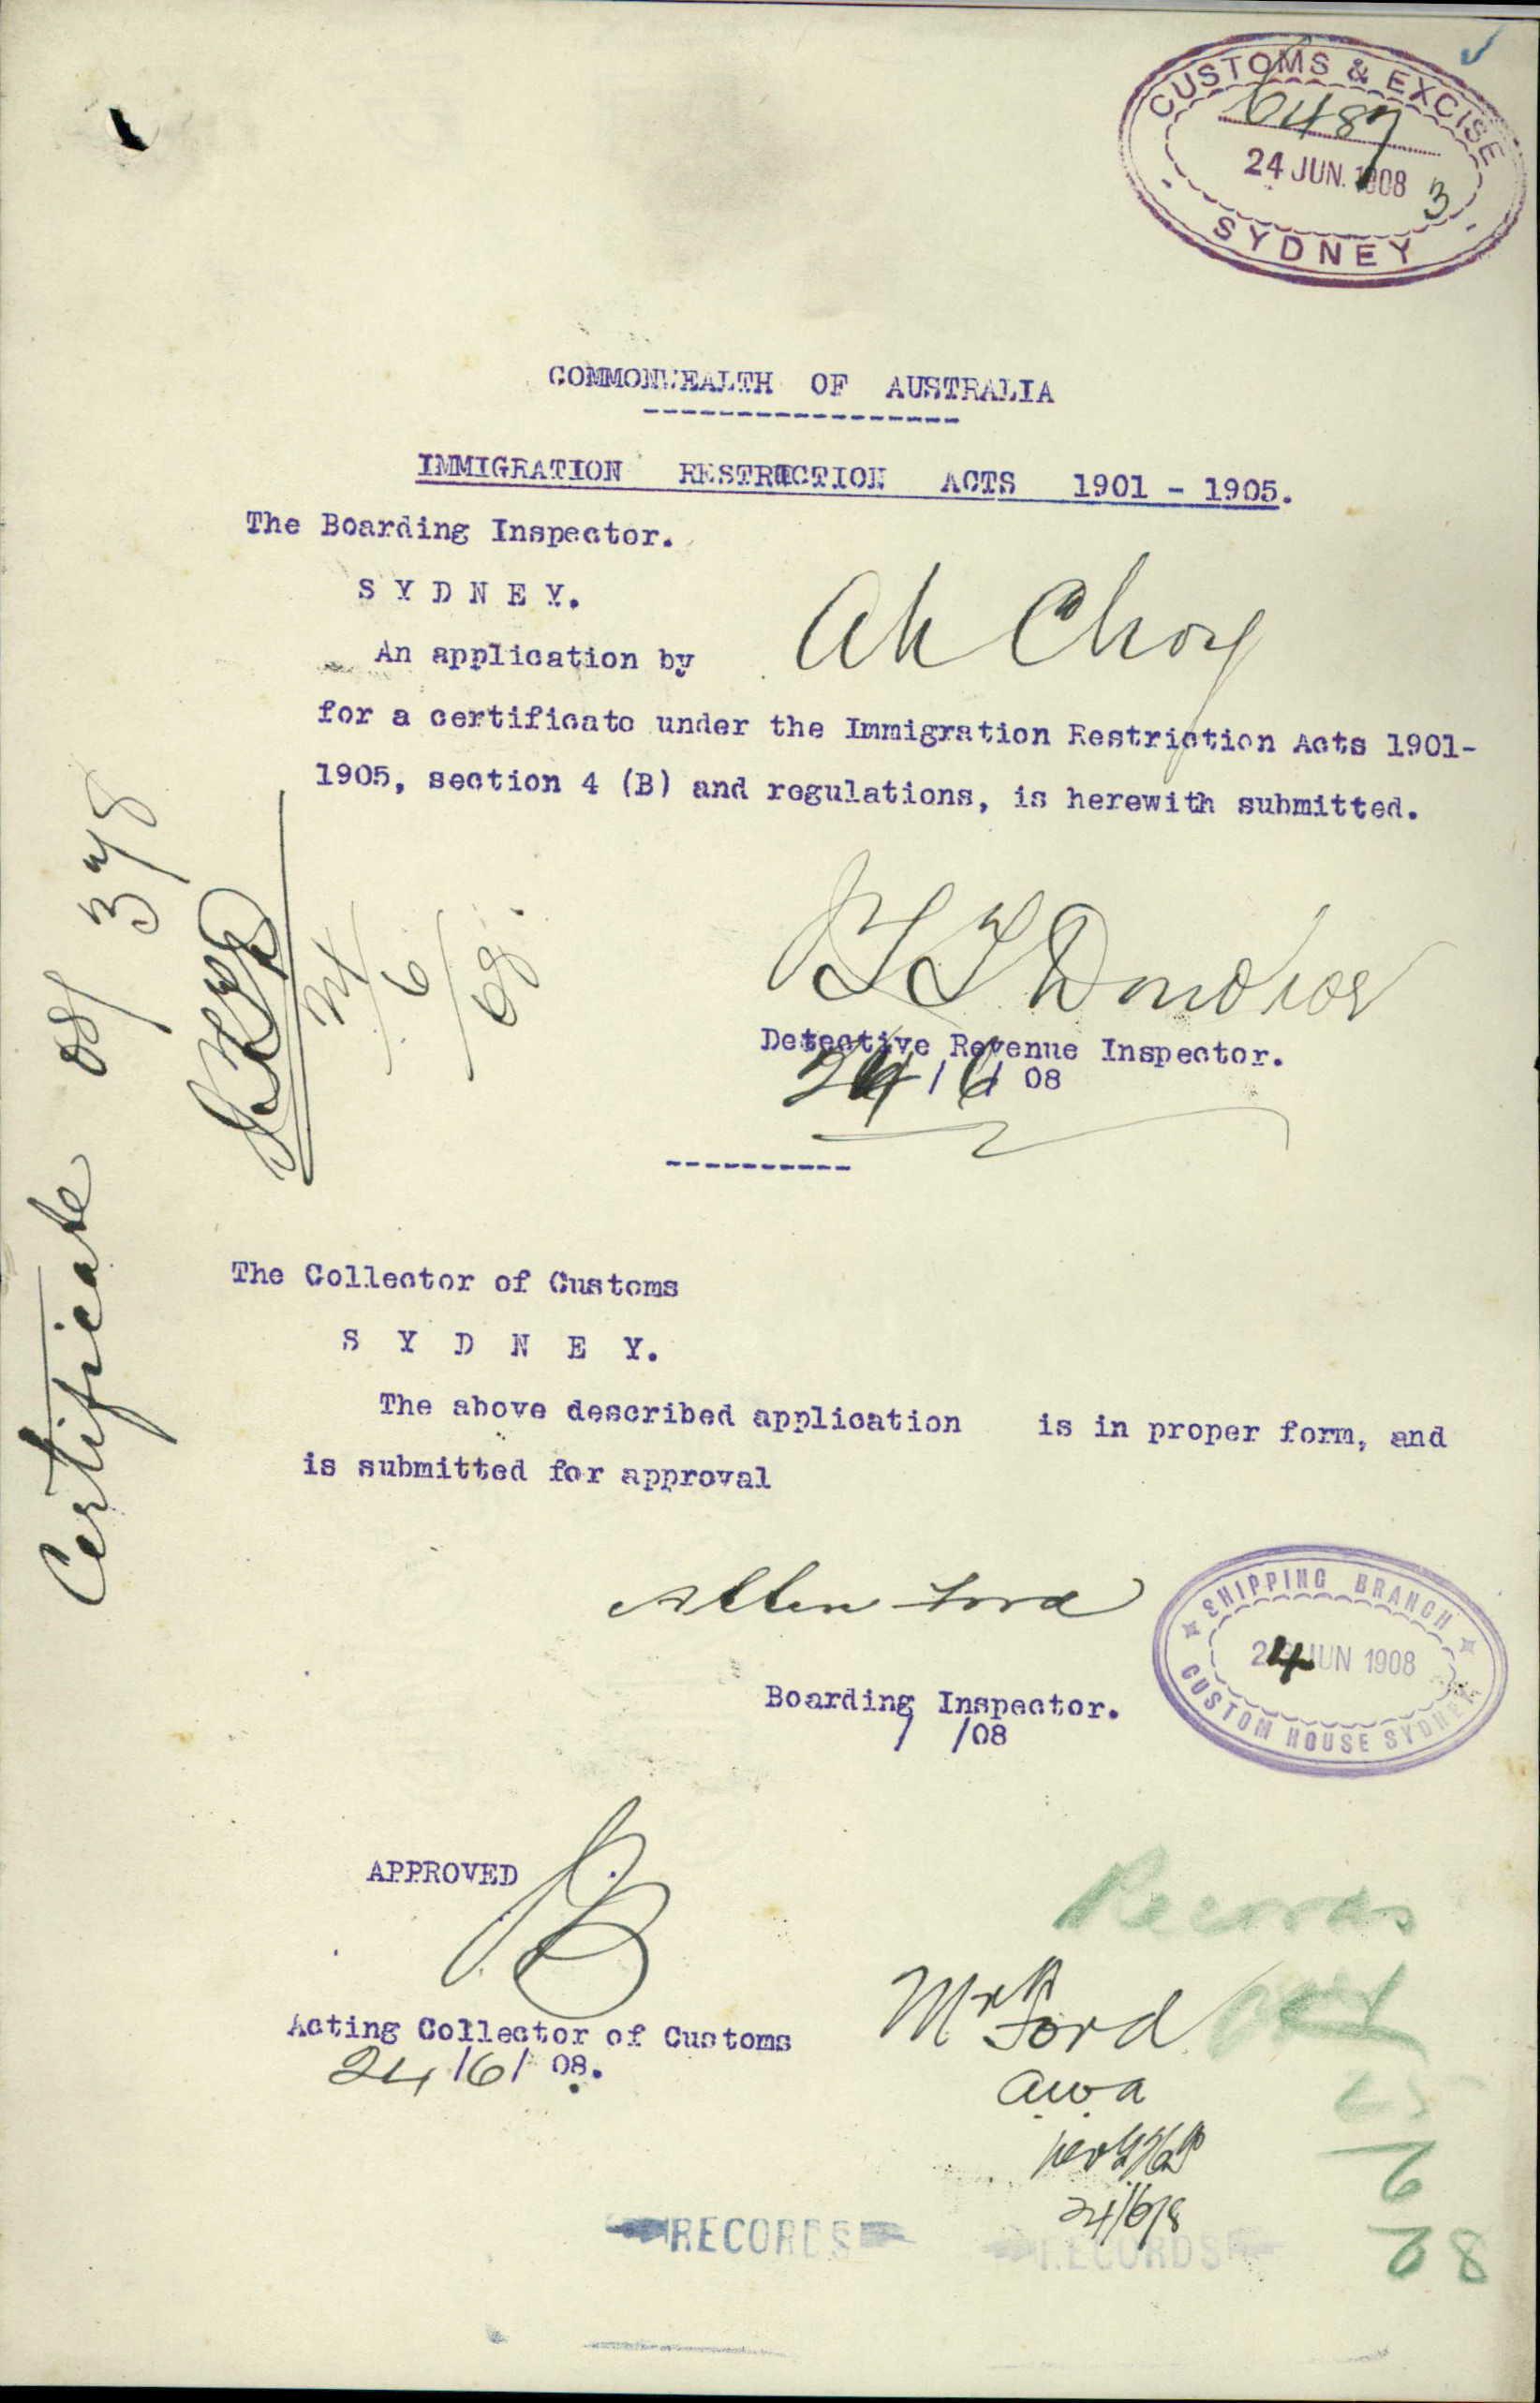 CUSTOMS & EXCISE
6487
24 JUN. 1908 3
SYDNEY
COMMONWEALTH OF AUSTRALIA
IMMIGRATION RESTRICTION ACTS 1901 - 1905.
The Boarding Inspector.
S Y D N E Y.
An application by Ah Choy
for a certificate under the Immigration Restriction Acts 1901-
1905, section 4 (B) and regulations, is herewith submitted.
Donohoe
Detective Revenue Inspector.
24/6/08
Certificate 08/378
24/6/08.
The Collector of Customs
S Y D N E Y.
The above described application is in proper form, and
is submitted for approval
Allen Ford
SHIPPING BRANCH
24 JUN 1908
CUSTOM HOUSE SYDNEY
Boarding Inspector.
/ /08
APPROVED
Acting Collector of Customs
24/6/08.
Records
Mr Ford
awa
24/6/8
25
6
08
RECORDS
RECORDS